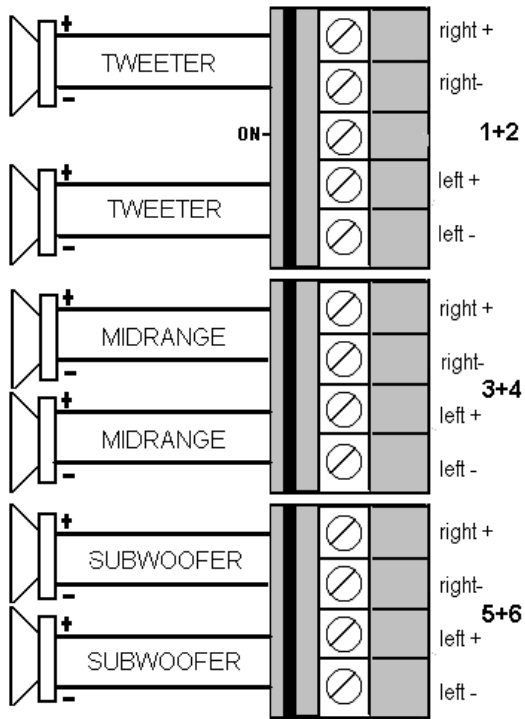 + right +
TWEETER
- right-
ON- 1+2
+ left +
TWEETER
- left -
+ right +
MIDRANGE
- right-
3+4
+ left +
MIDRANGE
- left -
+ right +
SUBWOOFER
- right-
5+6
+ left +
SUBWOOFER
- left -